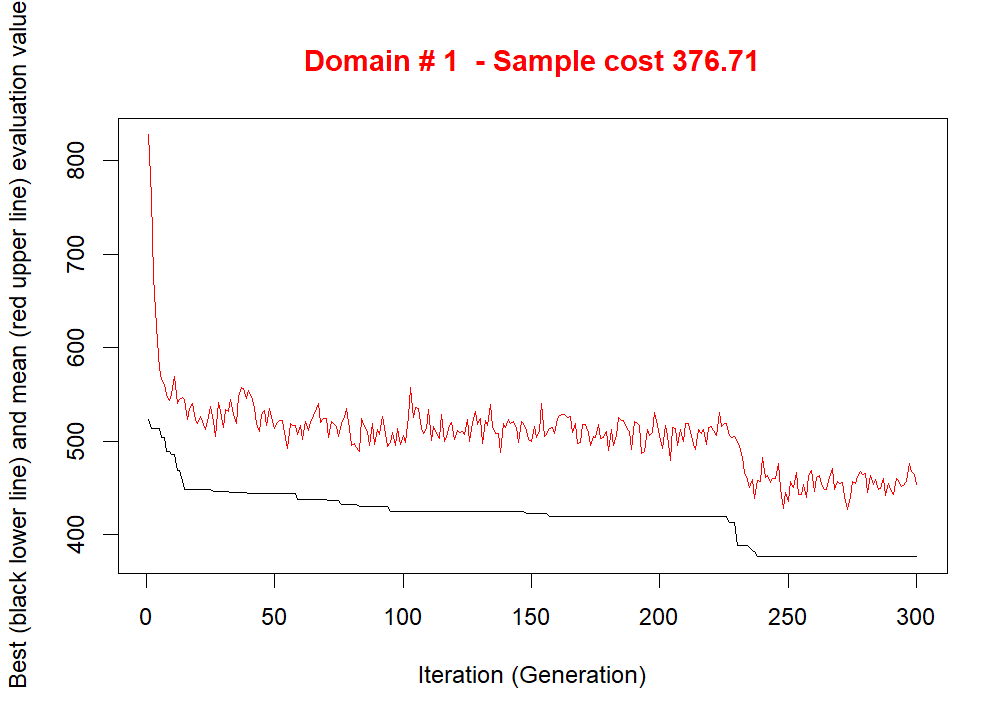 Domain # 1  - Sample cost 376.71
Best (black lower line) and mean (red upper line) evaluation value
800
700
600
500
400
0 50 100 150 200 250 300
Iteration (Generation)